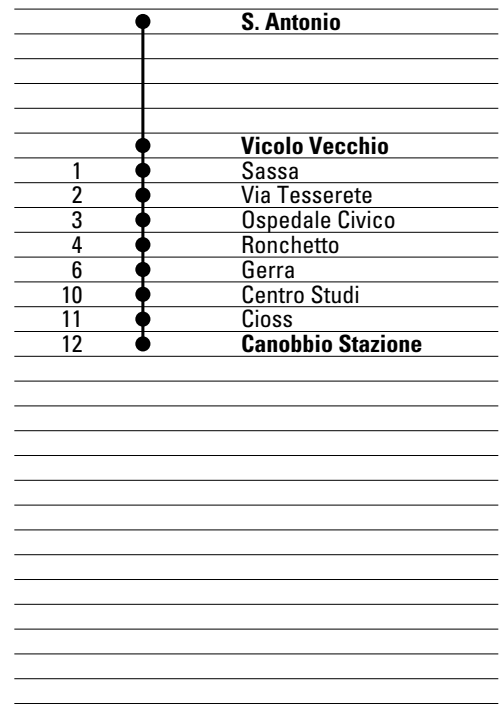 S. Antonio
Vicolo Vecchio
1 Sassa
2 Via Tesserete
3 Ospedale Civico
4 Ronchetto
6 Gerra
10 Centro Studi
11 Cioss
12 Canobbio Stazione